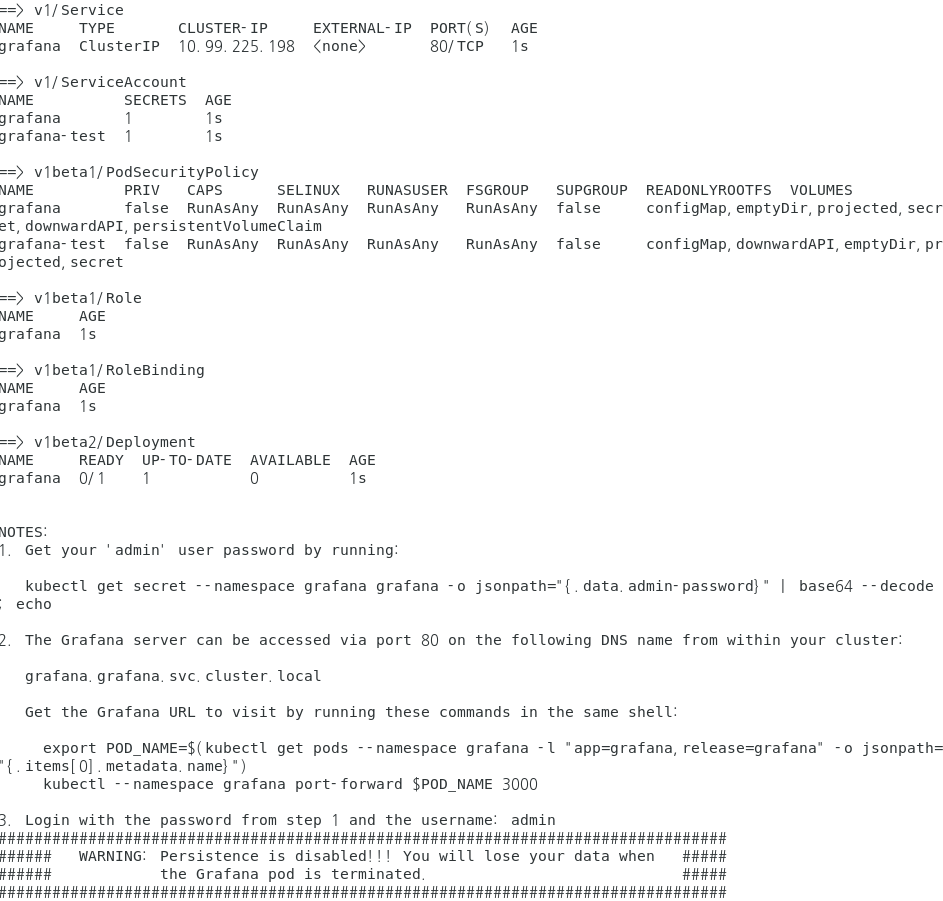 ==> v1/Service
NAME     TYPE       CLUSTER-IP     EXTERNAL-IP  PORT(S)  AGE
grafana  ClusterIP  10.99.225.198  <none>       80/TCP   1s
==> v1/ServiceAccount
NAME          SECRETS  AGE
grafana       1        1s
grafana-test  1        1s
==> v1beta1/PodSecurityPolicy
NAME          PRIV   CAPS      SELINUX   RUNASUSER  FSGROUP   SUPGROUP  READONLYROOTFS  VOLUMES
grafana       false  RunAsAny  RunAsAny  RunAsAny   RunAsAny  false     configMap,emptyDir,projected,secr
et,downwardAPI,persistentVolumeClaim
grafana-test  false  RunAsAny  RunAsAny  RunAsAny   RunAsAny  false     configMap,downwardAPI,emptyDir,pr
ojected,secret
==> v1beta1/Role
NAME     AGE
grafana  1s
==> v1beta1/RoleBinding
NAME     AGE
grafana  1s
==> v1beta2/Deployment
NAME     READY  UP-TO-DATE  AVAILABLE  AGE
grafana  0/1    1           0          1s
NOTES:
1. Get your 'admin' user password by running:
   kubectl get secret --namespace grafana grafana -o jsonpath="{.data.admin-password}" | base64 --decode
; echo
2. The Grafana server can be accessed via port 80 on the following DNS name from within your cluster:
   grafana.grafana.svc.cluster.local
   Get the Grafana URL to visit by running these commands in the same shell:
     export POD_NAME=$(kubectl get pods --namespace grafana -l "app=grafana,release=grafana" -o jsonpath=
"{.items[0].metadata.name}")
     kubectl --namespace grafana port-forward $POD_NAME 3000
3. Login with the password from step 1 and the username: admin
#################################################################################
######   WARNING: Persistence is disabled!!! You will lose your data when   #####
######            the Grafana pod is terminated.                            #####
#################################################################################